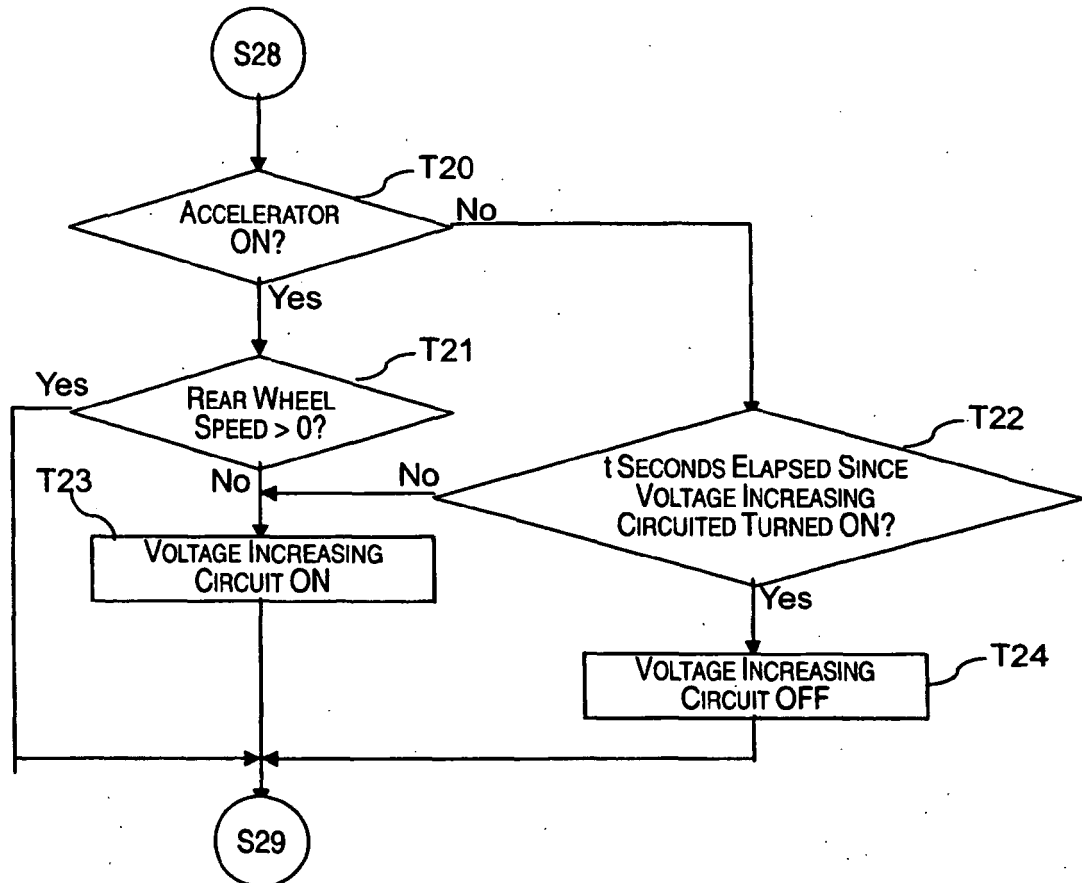 S28
T20
ACCELERATOR
ON?
No
Yes
T21
Yes
REAR WHEEL
SPEED > 0?
T22
No
No
t SECONDS ELAPSED SINCE
VOLTAGE INCREASING
CIRCUITED TURNED ON?
T23
VOLTAGE INCREASING
CIRCUIT ON
Yes
T24
VOLTAGE INCREASING
CIRCUIT OFF
S29